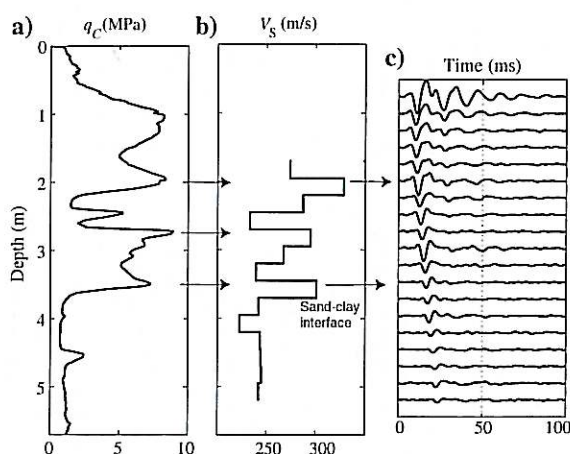 a) q_C(MPa)
b) V_S (m/s)
c) Time (ms)
Depth (m)
0
1
2
3
4
5
0 5 10
Sand-clay
interface
250 300
0 50 100